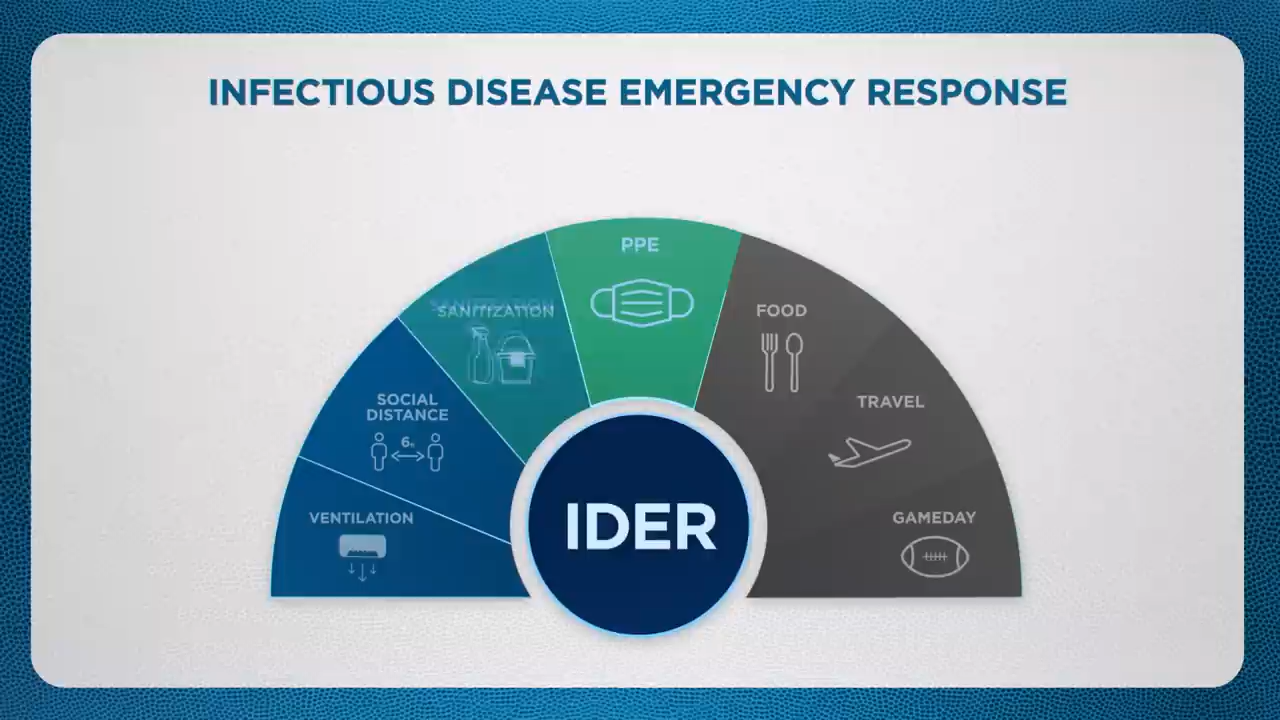 INFECTIOUS DISEASE EMERGENCY RESPONSE
PPE
SANITIZATION
FOOD
SOCIAL
DISTANCE
6ft
TRAVEL
VENTILATION
GAMEDAY
IDER